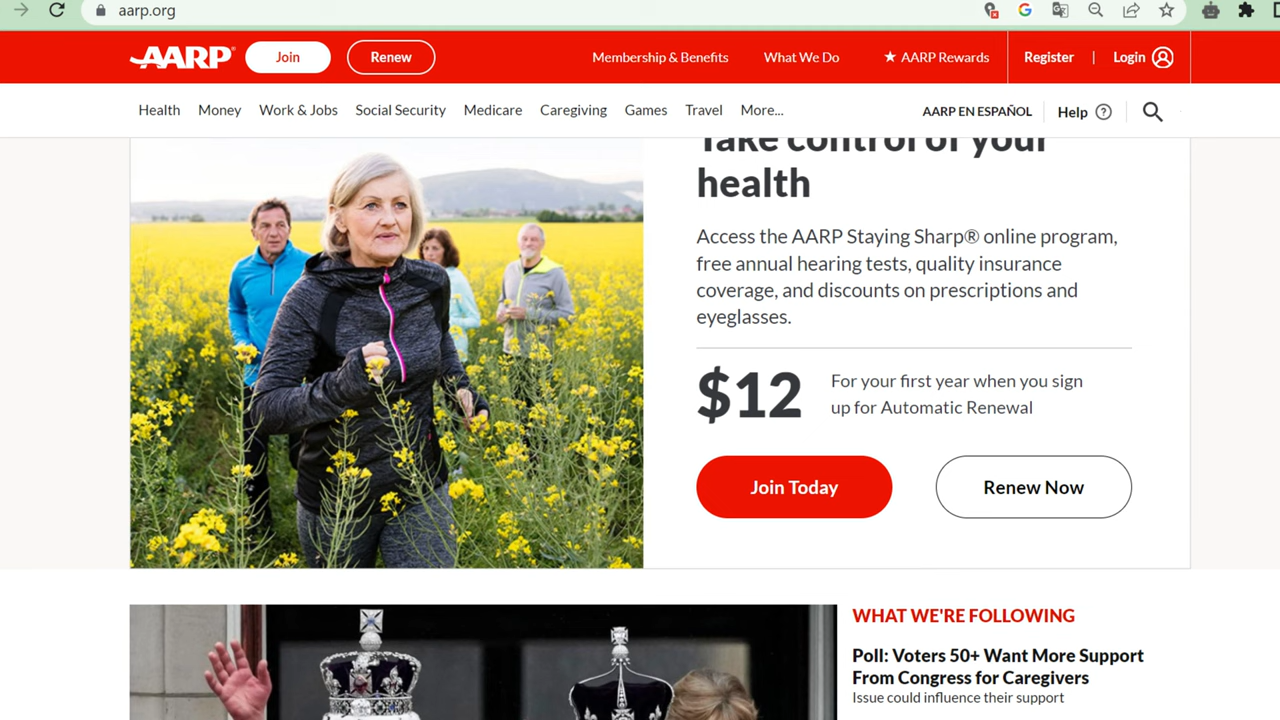 aarp.org
AARP®
Join
Renew
Membership & Benefits
What We Do
★ AARP Rewards
Register
|
Login
Health
Money
Work & Jobs
Social Security
Medicare
Caregiving
Games
Travel
More...
AARP EN ESPAÑOL
Help ?
Take control of your
health
Access the AARP Staying Sharp® online program,
free annual hearing tests, quality insurance
coverage, and discounts on prescriptions and
eyeglasses.
$12
For your first year when you sign
up for Automatic Renewal
Join Today
Renew Now
WHAT WE'RE FOLLOWING
Poll: Voters 50+ Want More Support
From Congress for Caregivers
Issue could influence their support